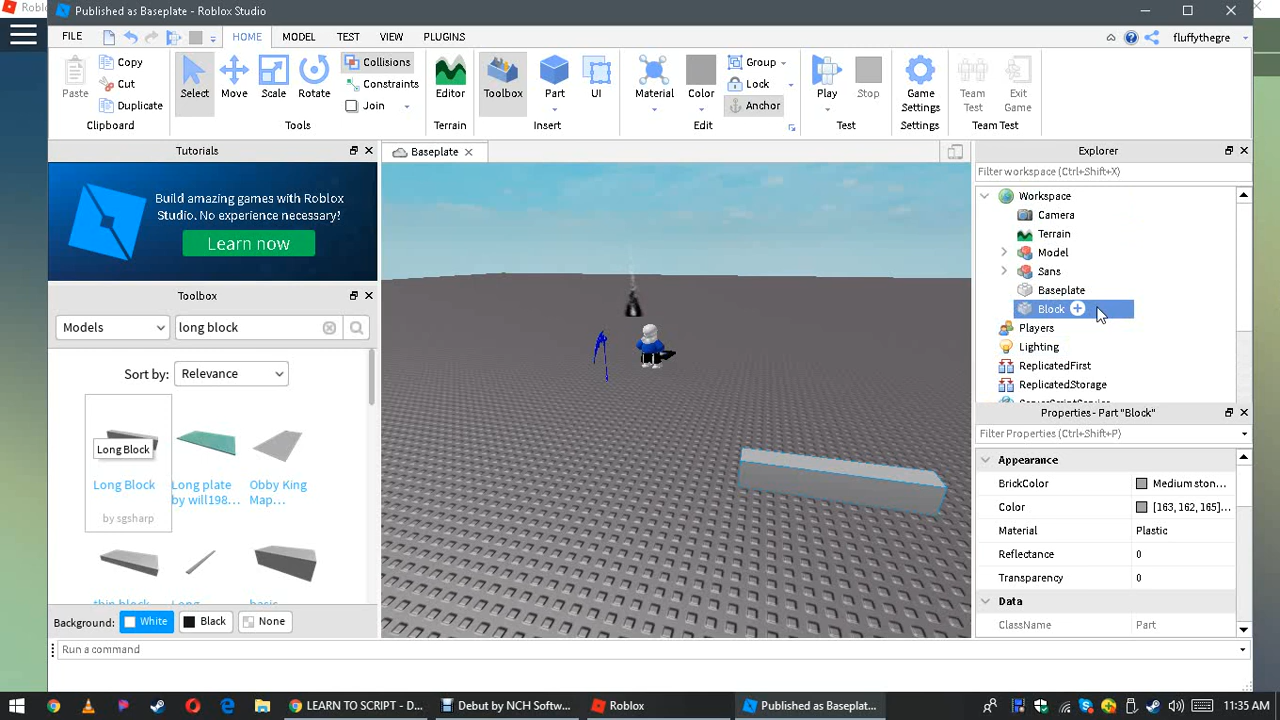 Roblo
Published as Baseplate - Roblox Studio
FILE HOME MODEL TEST VIEW PLUGINS fluffythegre
Paste Copy Cut Duplicate Select Move Scale Rotate Collisions Constraints Join Editor Toolbox Part UI Material Color Group Lock Anchor Play Stop Game Settings Team Test Exit Game
Clipboard Tools Terrain Insert Edit Test Settings Team Test
Tutorials
Build amazing games with Roblox
Studio. No experience necessary!
Learn now
Toolbox
Models long block
Sort by: Relevance
Long Block
Long Block
by sgsharp
Long plate
by will198...
Obby King
Map...
thin block
Long
basic
Background: White Black None
Baseplate
Explorer
Filter workspace (Ctrl+Shift+X)
Workspace
Camera
Terrain
Model
Sans
Baseplate
Block
Players
Lighting
ReplicatedFirst
ReplicatedStorage
ServerScriptService
Properties - Part "Block"
Filter Properties (Ctrl+Shift+P)
Appearance
BrickColor Medium ston...
Color [163, 162, 165]...
Material Plastic
Reflectance 0
Transparency 0
Data
ClassName Part
Run a command
LEARN TO SCRIPT - D... Debut by NCH Softw... Roblox Published as Baseplat... 11:35 AM